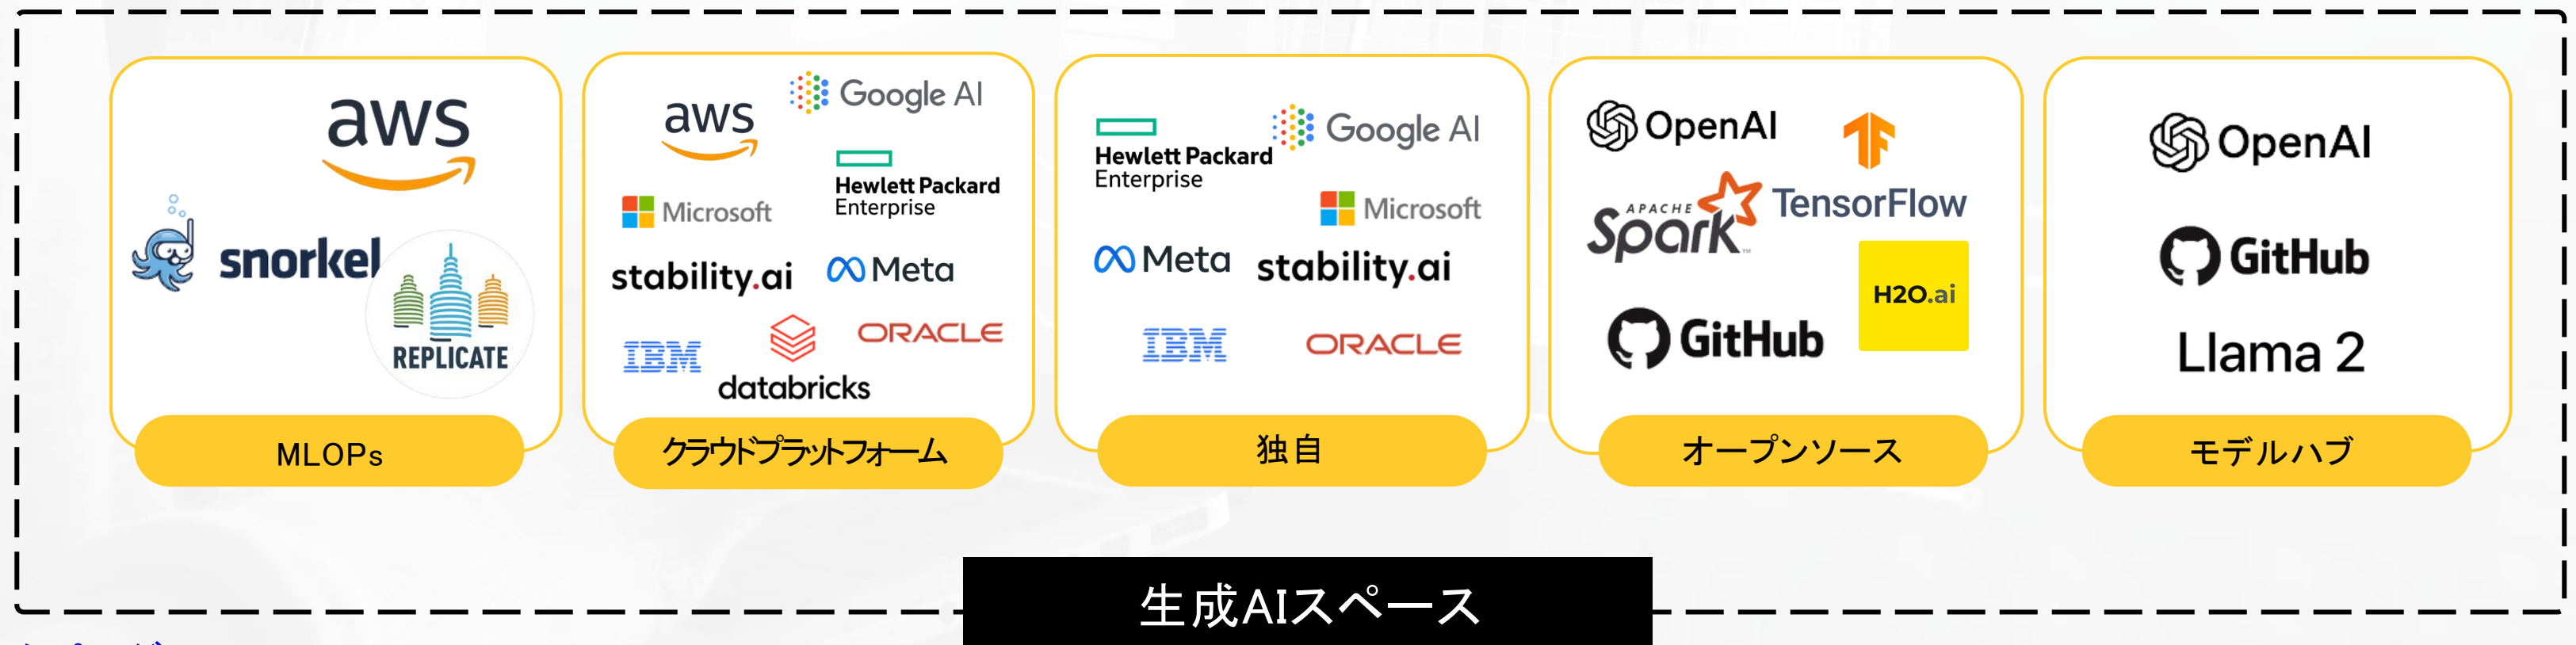 aws
snorkel
REPLICATE
MLOPs
aws
Google AI
Hewlett Packard
Enterprise
Microsoft
stability.ai
Meta
IBM
databricks
ORACLE
クラウドプラットフォーム
Hewlett Packard
Enterprise
Google AI
Microsoft
Meta
stability.ai
IBM
ORACLE
独自
OpenAI
TensorFlow
APACHE
Spark™
H2O.ai
GitHub
オープンソース
OpenAI
GitHub
Llama 2
モデルハブ
生成AIスペース